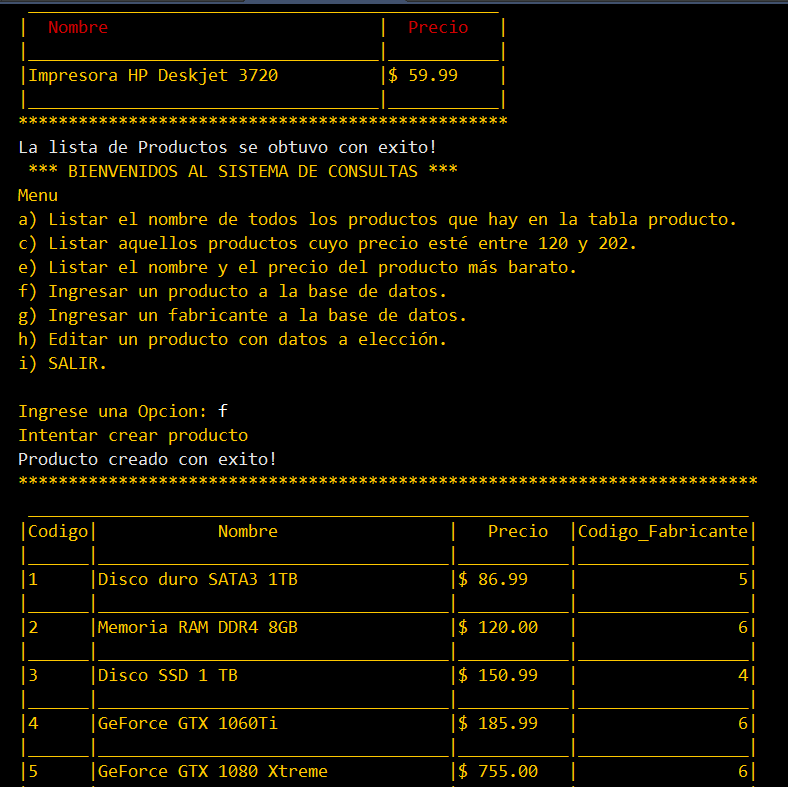 Nombre Precio
Impresora HP Deskjet 3720 $ 59.99
*************************************************
La lista de Productos se obtuvo con exito!
*** BIENVENIDOS AL SISTEMA DE CONSULTAS ***
Menu
a) Listar el nombre de todos los productos que hay en la tabla producto.
c) Listar aquellos productos cuyo precio esté entre 120 y 202.
e) Listar el nombre y el precio del producto más barato.
f) Ingresar un producto a la base de datos.
g) Ingresar un fabricante a la base de datos.
h) Editar un producto con datos a elección.
i) SALIR.
Ingrese una Opcion: f
Intentar crear producto
Producto creado con exito!
**************************************************************************
Codigo Nombre Precio Codigo_Fabricante
1 Disco duro SATA3 1TB $ 86.99 5
2 Memoria RAM DDR4 8GB $ 120.00 6
3 Disco SSD 1 TB $ 150.99 4
4 GeForce GTX 1060Ti $ 185.99 6
5 GeForce GTX 1080 Xtreme $ 755.00 6